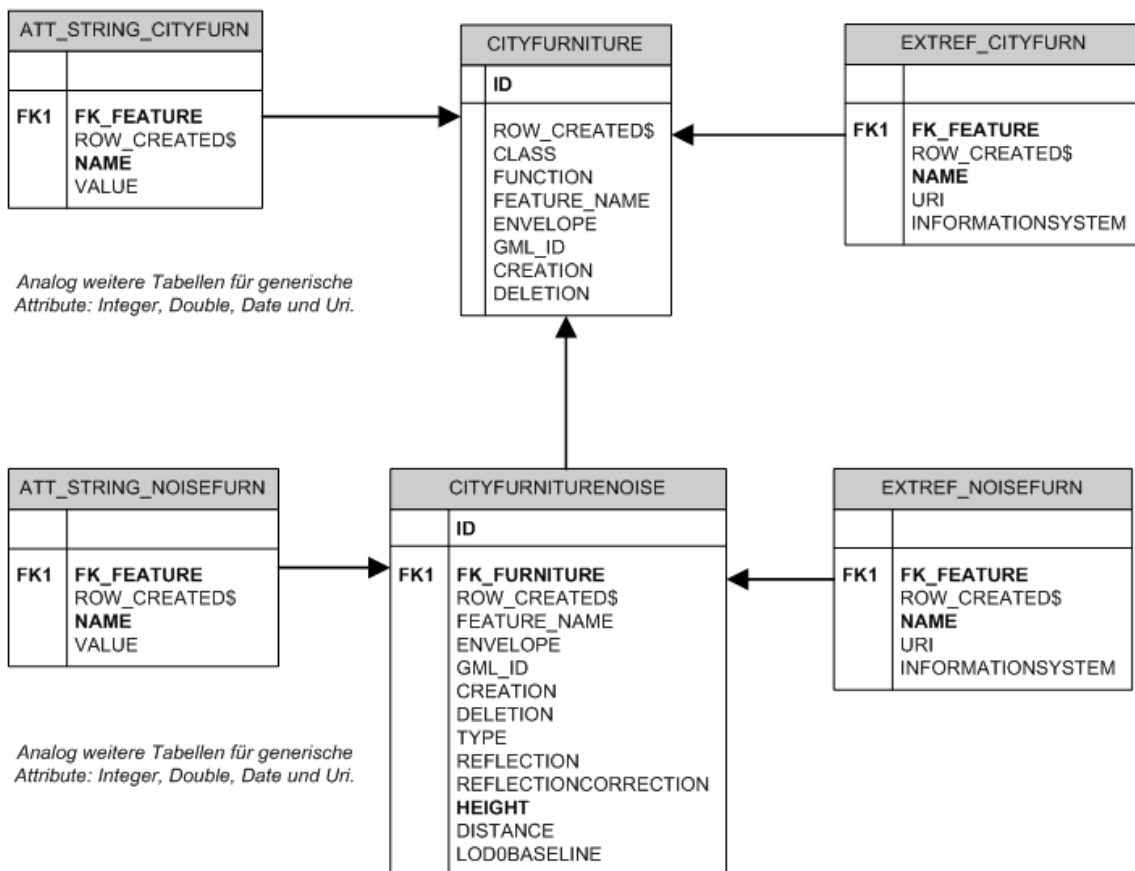 ATT_STRING_CITYFURN
FK1 FK_FEATURE
ROW_CREATED$
NAME
VALUE
Analog weitere Tabellen für generische
Attribute: Integer, Double, Date und Uri.
CITYFURNITURE
ID
ROW_CREATED$
CLASS
FUNCTION
FEATURE_NAME
ENVELOPE
GML_ID
CREATION
DELETION
EXTREF_CITYFURN
FK1 FK_FEATURE
ROW_CREATED$
NAME
URI
INFORMATIONSYSTEM
ATT_STRING_NOISEFURN
FK1 FK_FEATURE
ROW_CREATED$
NAME
VALUE
Analog weitere Tabellen für generische
Attribute: Integer, Double, Date und Uri.
CITYFURNITURENOISE
ID
FK1 FK_FURNITURE
ROW_CREATED$
FEATURE_NAME
ENVELOPE
GML_ID
CREATION
DELETION
TYPE
REFLECTION
REFLECTIONCORRECTION
HEIGHT
DISTANCE
LOD0BASELINE
EXTREF_NOISEFURN
FK1 FK_FEATURE
ROW_CREATED$
NAME
URI
INFORMATIONSYSTEM